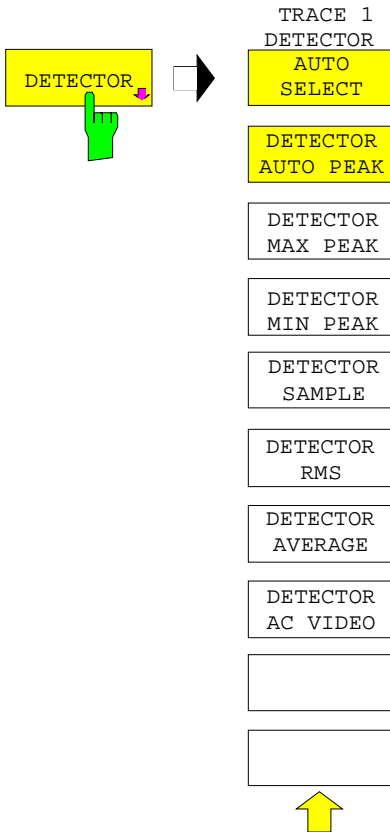 DETECTOR
TRACE 1
DETECTOR
AUTO
SELECT
DETECTOR
AUTO PEAK
DETECTOR
MAX PEAK
DETECTOR
MIN PEAK
DETECTOR
SAMPLE
DETECTOR
RMS
DETECTOR
AVERAGE
DETECTOR
AC VIDEO